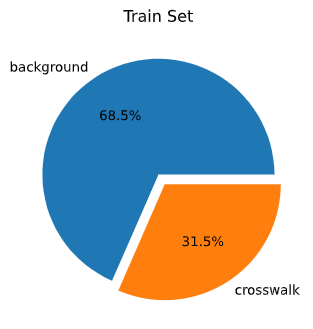 Train Set
background
68.5%
31.5%
crosswalk